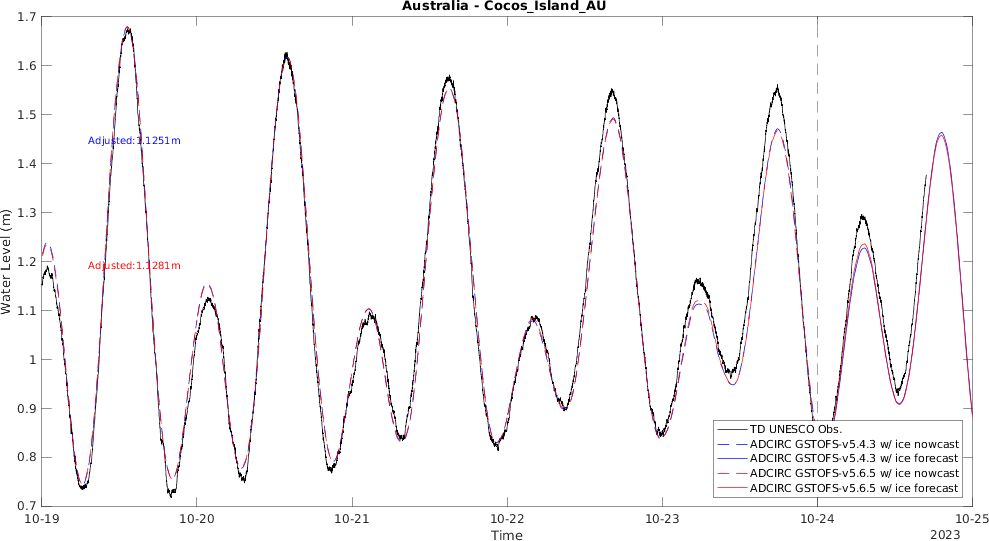 Australia - Cocos_Island_AU
1.7
1.6
1.5
1.4
1.3
1.2
1.1
1
0.9
0.8
0.7
Water Level (m)
Adjusted:1.1251m
Adjusted:1.1281m
TD UNESCO Obs.
ADCIRC GSTOFS-v5.4.3 w/ ice nowcast
ADCIRC GSTOFS-v5.4.3 w/ ice forecast
ADCIRC GSTOFS-v5.6.5 w/ ice nowcast
ADCIRC GSTOFS-v5.6.5 w/ ice forecast
10-19 10-20 10-21 10-22 10-23 10-24 10-25
Time
2023